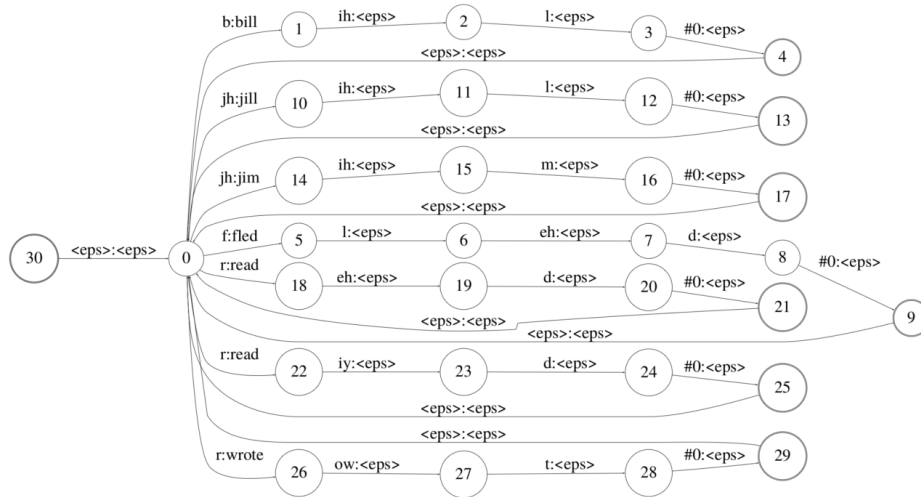 b:bill 1 ih:<eps> 2 l:<eps> 3 #0:<eps> 4
<eps>:<eps>
jh:jill 10 ih:<eps> 11 l:<eps> 12 #0:<eps> 13
<eps>:<eps>
jh:jim 14 ih:<eps> 15 m:<eps> 16 #0:<eps> 17
<eps>:<eps>
30 <eps>:<eps> 0 f:fled 5 l:<eps> 6 eh:<eps> 7 d:<eps> 8 #0:<eps> 9
r:read 18 eh:<eps> 19 d:<eps> 20 #0:<eps> 21
<eps>:<eps>
<eps>:<eps>
r:read 22 iy:<eps> 23 d:<eps> 24 #0:<eps> 25
<eps>:<eps>
<eps>:<eps>
r:wrote 26 ow:<eps> 27 t:<eps> 28 #0:<eps> 29